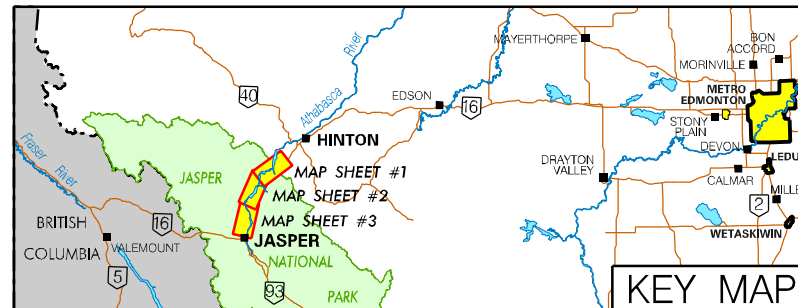 MAYERTHORPE
BON
ACCORD
MORINVILLE
METRO
EDMONTON
River
Athabasca
40
EDSON
16
STONY
PLAIN
HINTON
DEVON
LEDU
Fraser
River
JASPER
MAP SHEET #1
DRAYTON
VALLEY
CALMAR
MAP SHEET #2
MILLE
2
16
MAP SHEET #3
BRITISH
COLUMBIA
VALEMOUNT
JASPER
WETASKIWIN
NATIONAL
5
93
PARK
KEY MAP